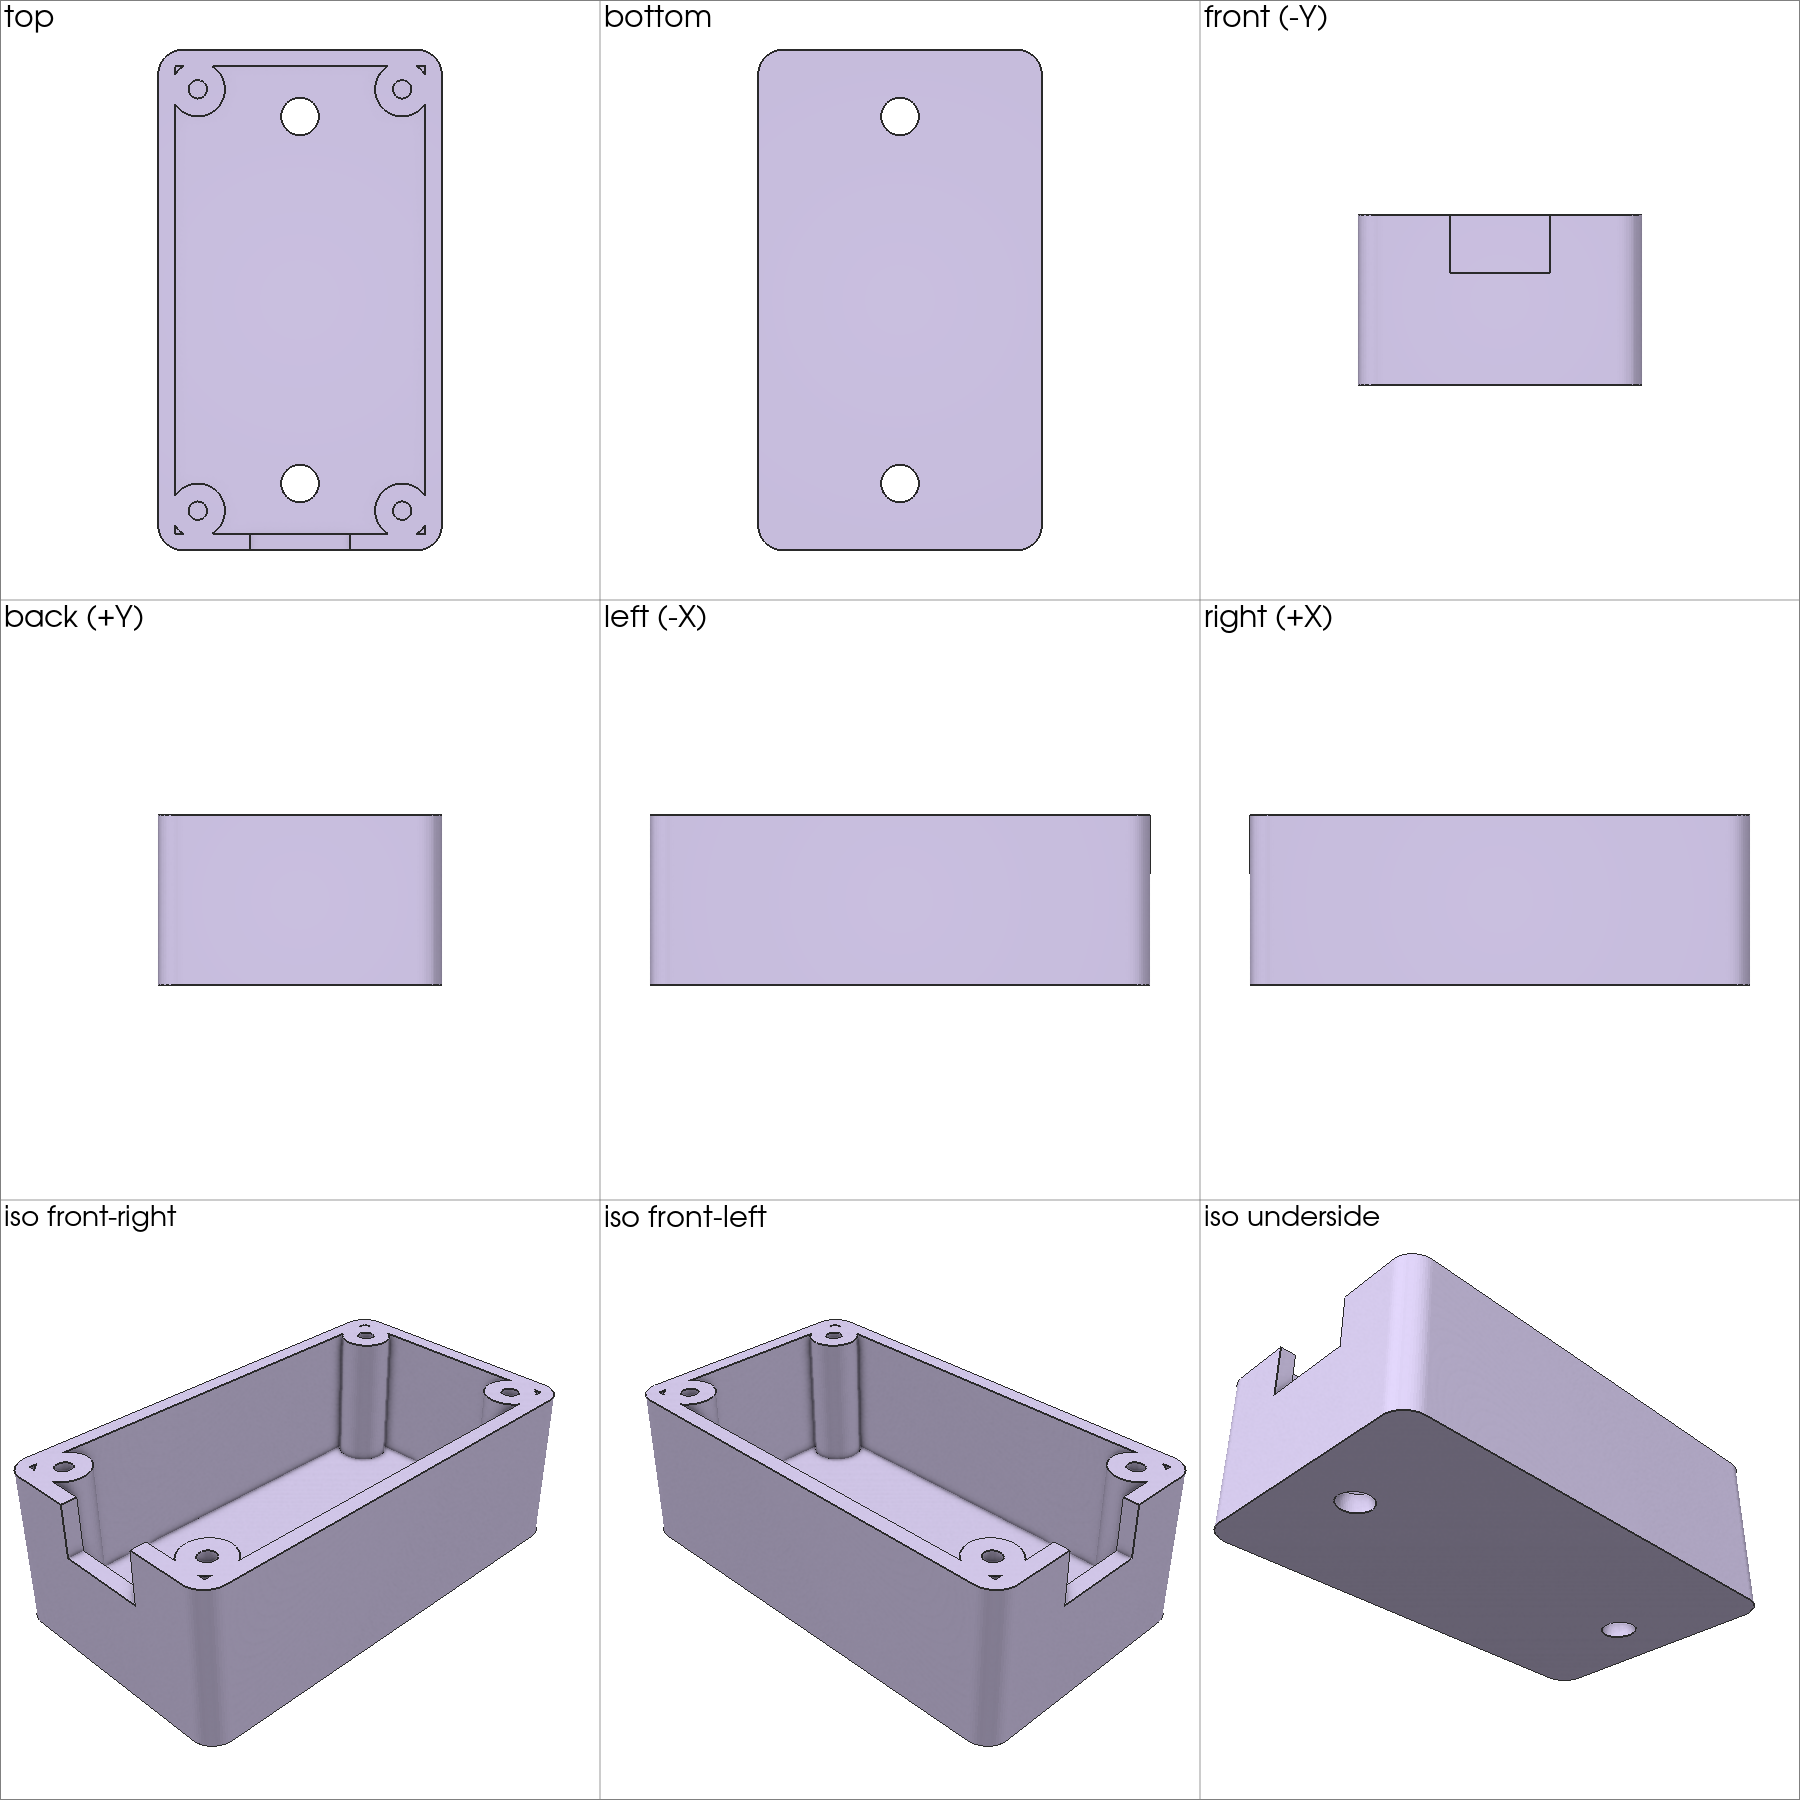 top
bottom
front (-Y)
back (+Y)
left (-X)
right (+X)
iso front-right
iso front-left
iso underside